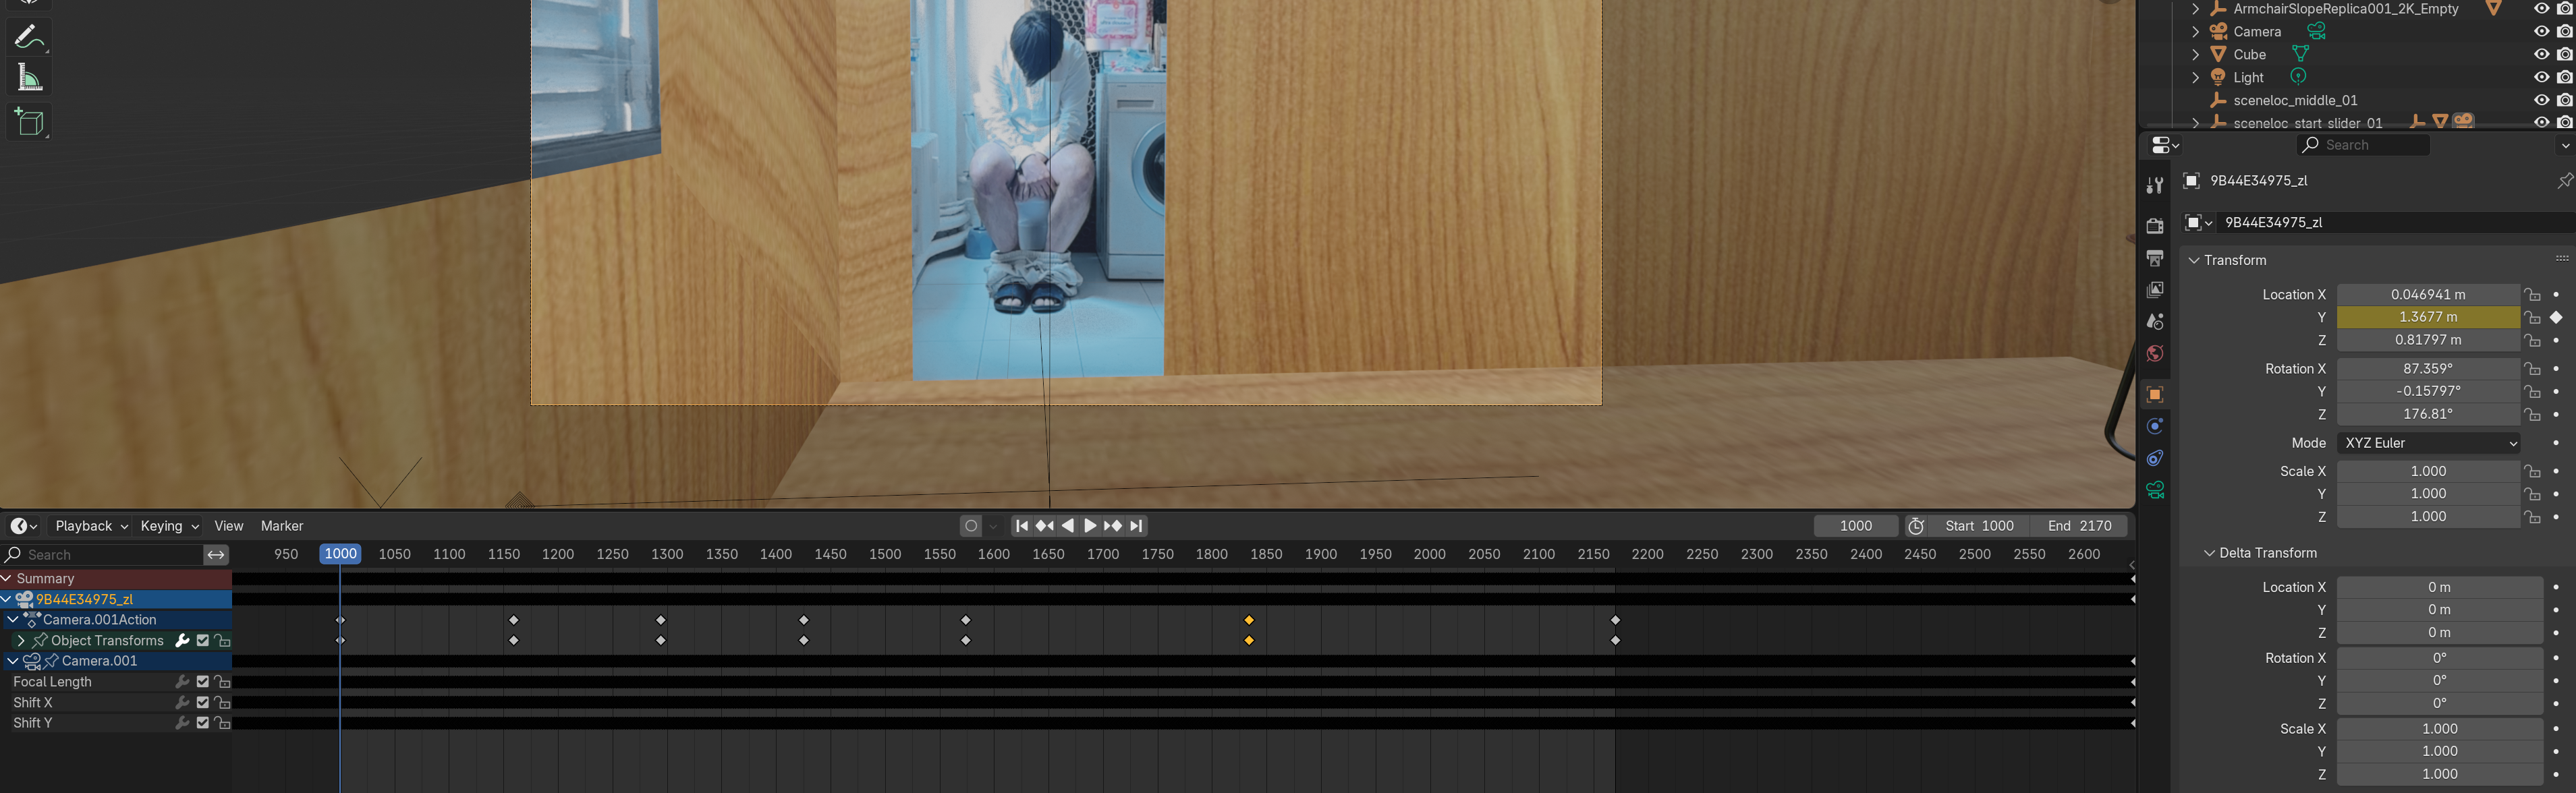 ArmchairSlopeReplica001_2K_Empty
Camera
Cube
Light
sceneloc_middle_01
sceneloc_start_slider_01
Search
9B44E34975_zl
9B44E34975_zl
Transform
Location X 0.046941 m
Y 1.3677 m
Z 0.81797 m
Rotation X 87.359°
Y -0.15797°
Z 176.81°
Mode XYZ Euler
Scale X 1.000
Y 1.000
Z 1.000
Delta Transform
Location X 0 m
Y 0 m
Z 0 m
Rotation X 0°
Y 0°
Z 0°
Scale X 1.000
Y 1.000
Z 1.000
Playback Keying View Marker 1000 Start 1000 End 2170
Search 950 1000 1050 1100 1150 1200 1250 1300 1350 1400 1450 1500 1550 1600 1650 1700 1750 1800 1850 1900 1950 2000 2050 2100 2150 2200 2250 2300 2350 2400 2450 2500 2550 2600
Summary
9B44E34975_zl
Camera.001Action
Object Transforms
Camera.001
Focal Length
Shift X
Shift Y